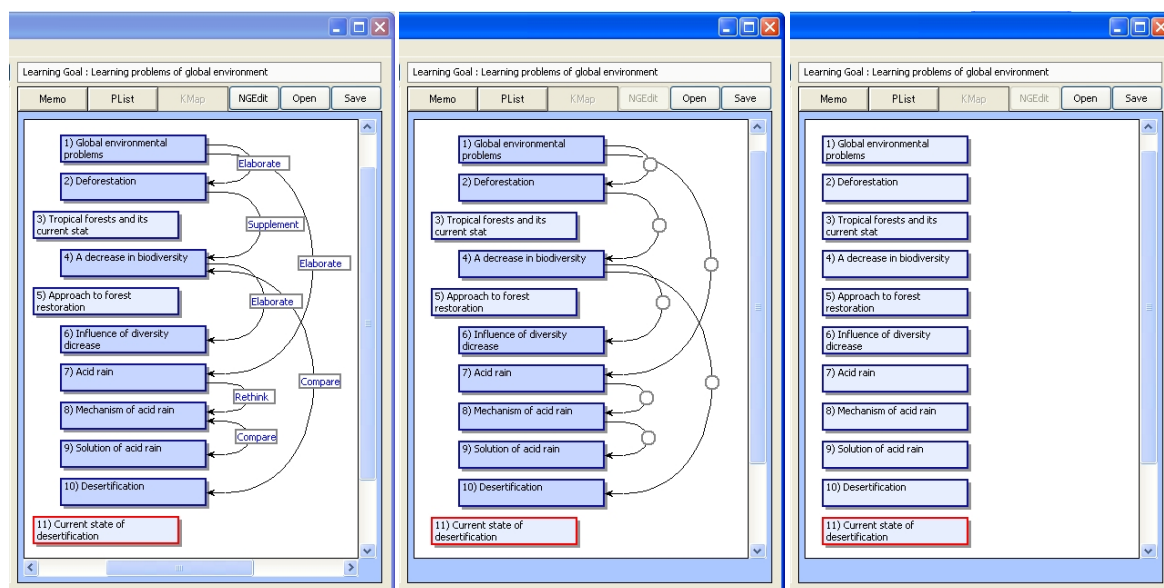 Learning Goal : Learning problems of global environment
Memo PList KMap NGEdit Open Save
1) Global environmental
problems
Elaborate
2) Deforestation
3) Tropical forests and its
current stat
Supplement
4) A decrease in biodiversity
Elaborate
5) Approach to forest
restoration
Elaborate
6) Influence of diversity
dicrease
7) Acid rain
Compare
Rethink
8) Mechanism of acid rain
Compare
9) Solution of acid rain
10) Desertification
11) Current state of
desertification
Learning Goal : Learning problems of global environment
Memo PList KMap NGEdit Open Save
1) Global environmental
problems
2) Deforestation
3) Tropical forests and its
current stat
4) A decrease in biodiversity
5) Approach to forest
restoration
6) Influence of diversity
dicrease
7) Acid rain
8) Mechanism of acid rain
9) Solution of acid rain
10) Desertification
11) Current state of
desertification
Learning Goal : Learning problems of global environment
Memo PList KMap NGEdit Open Save
1) Global environmental
problems
2) Deforestation
3) Tropical forests and its
current stat
4) A decrease in biodiversity
5) Approach to forest
restoration
6) Influence of diversity
dicrease
7) Acid rain
8) Mechanism of acid rain
9) Solution of acid rain
10) Desertification
11) Current state of
desertification